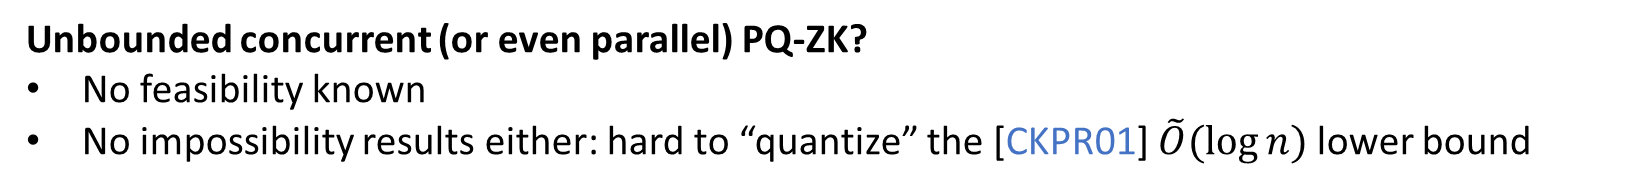 Unbounded concurrent (or even parallel) PQ-ZK?
• No feasibility known
• No impossibility results either: hard to “quantize” the [CKPR01] Õ(log n) lower bound